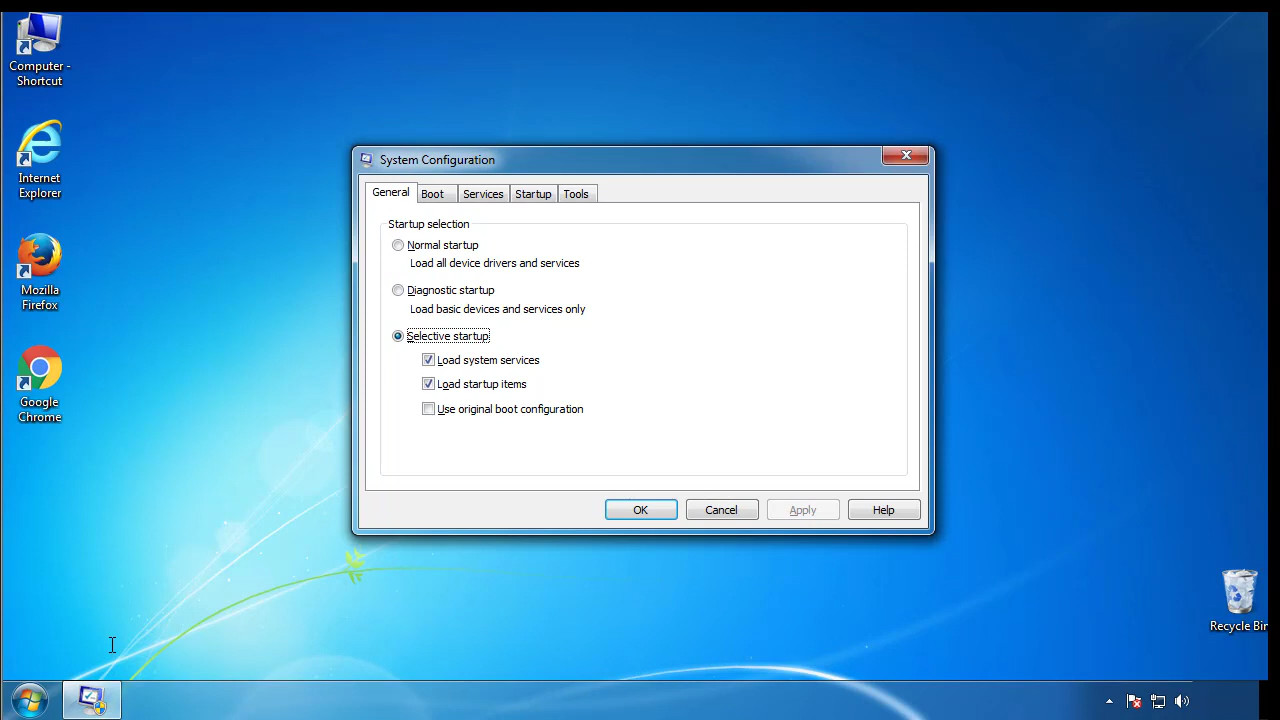 Computer -
Shortcut
Internet
Explorer
Mozilla
Firefox
Google
Chrome
System Configuration
General Boot Services Startup Tools
Startup selection
Normal startup
Load all device drivers and services
Diagnostic startup
Load basic devices and services only
Selective startup
Load system services
Load startup items
Use original boot configuration
OK Cancel Apply Help
Recycle Bin